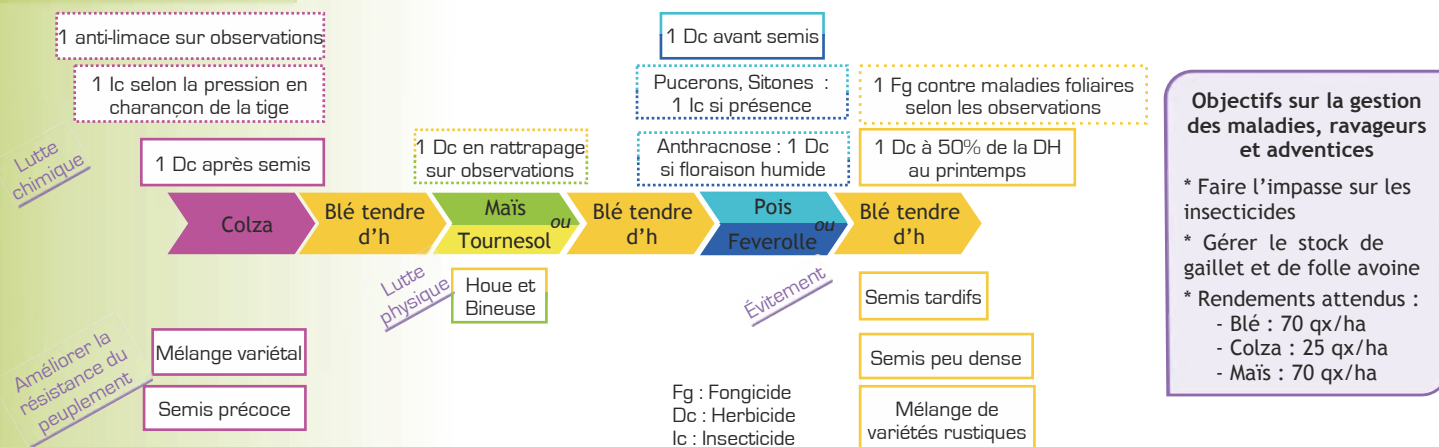 1 anti-limace sur observations
1 Ic selon la pression en
charançon de la tige
1 Dc après semis
1 Dc en rattrapage
sur observations
1 Dc avant semis
Pucerons, Sitones :
1 Ic si présence
Anthracnose : 1 Dc
si floraison humide
1 Fg contre maladies foliaires
selon les observations
1 Dc à 50% de la DH
au printemps
Lutte
chimique
Colza
Blé tendre
d'h
Maïs
ou
Tournesol
Blé tendre
d'h
Pois
ou
Feverolle
Blé tendre
d'h
Lutte
physique
Houe et
Bineuse
Évitement
Semis tardifs
Semis peu dense
Mélange de
variétés rustiques
Améliorer la
résistance du
peuplement
Mélange variétal
Semis précoce
Fg : Fongicide
Dc : Herbicide
Ic : Insecticide
Objectifs sur la gestion
des maladies, ravageurs
et adventices
* Faire l'impasse sur les
insecticides
* Gérer le stock de
gaillet et de folle avoine
* Rendements attendus :
- Blé : 70 qx/ha
- Colza : 25 qx/ha
- Maïs : 70 qx/ha